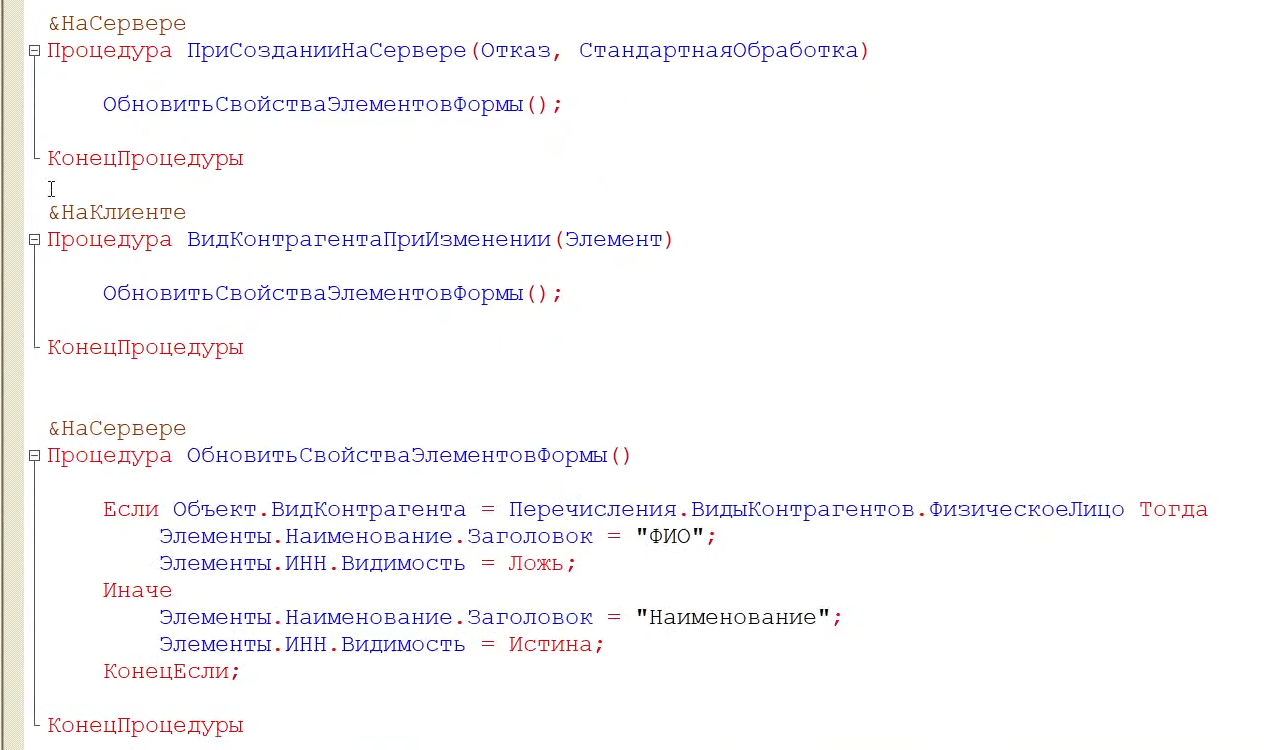 &НаСервере
Процедура ПриСозданииНаСервере(Отказ, СтандартнаяОбработка)
ОбновитьСвойстваЭлементовФормы();
КонецПроцедуры
&НаКлиенте
Процедура ВидКонтрагентаПриИзменении(Элемент)
ОбновитьСвойстваЭлементовФормы();
КонецПроцедуры
&НаСервере
Процедура ОбновитьСвойстваЭлементовФормы()
Если Объект.ВидКонтрагента = Перечисления.ВидыКонтрагентов.ФизическоеЛицо Тогда
Элементы.Наименование.Заголовок = "ФИО";
Элементы.ИНН.Видимость = Ложь;
Иначе
Элементы.Наименование.Заголовок = "Наименование";
Элементы.ИНН.Видимость = Истина;
КонецЕсли;
КонецПроцедуры